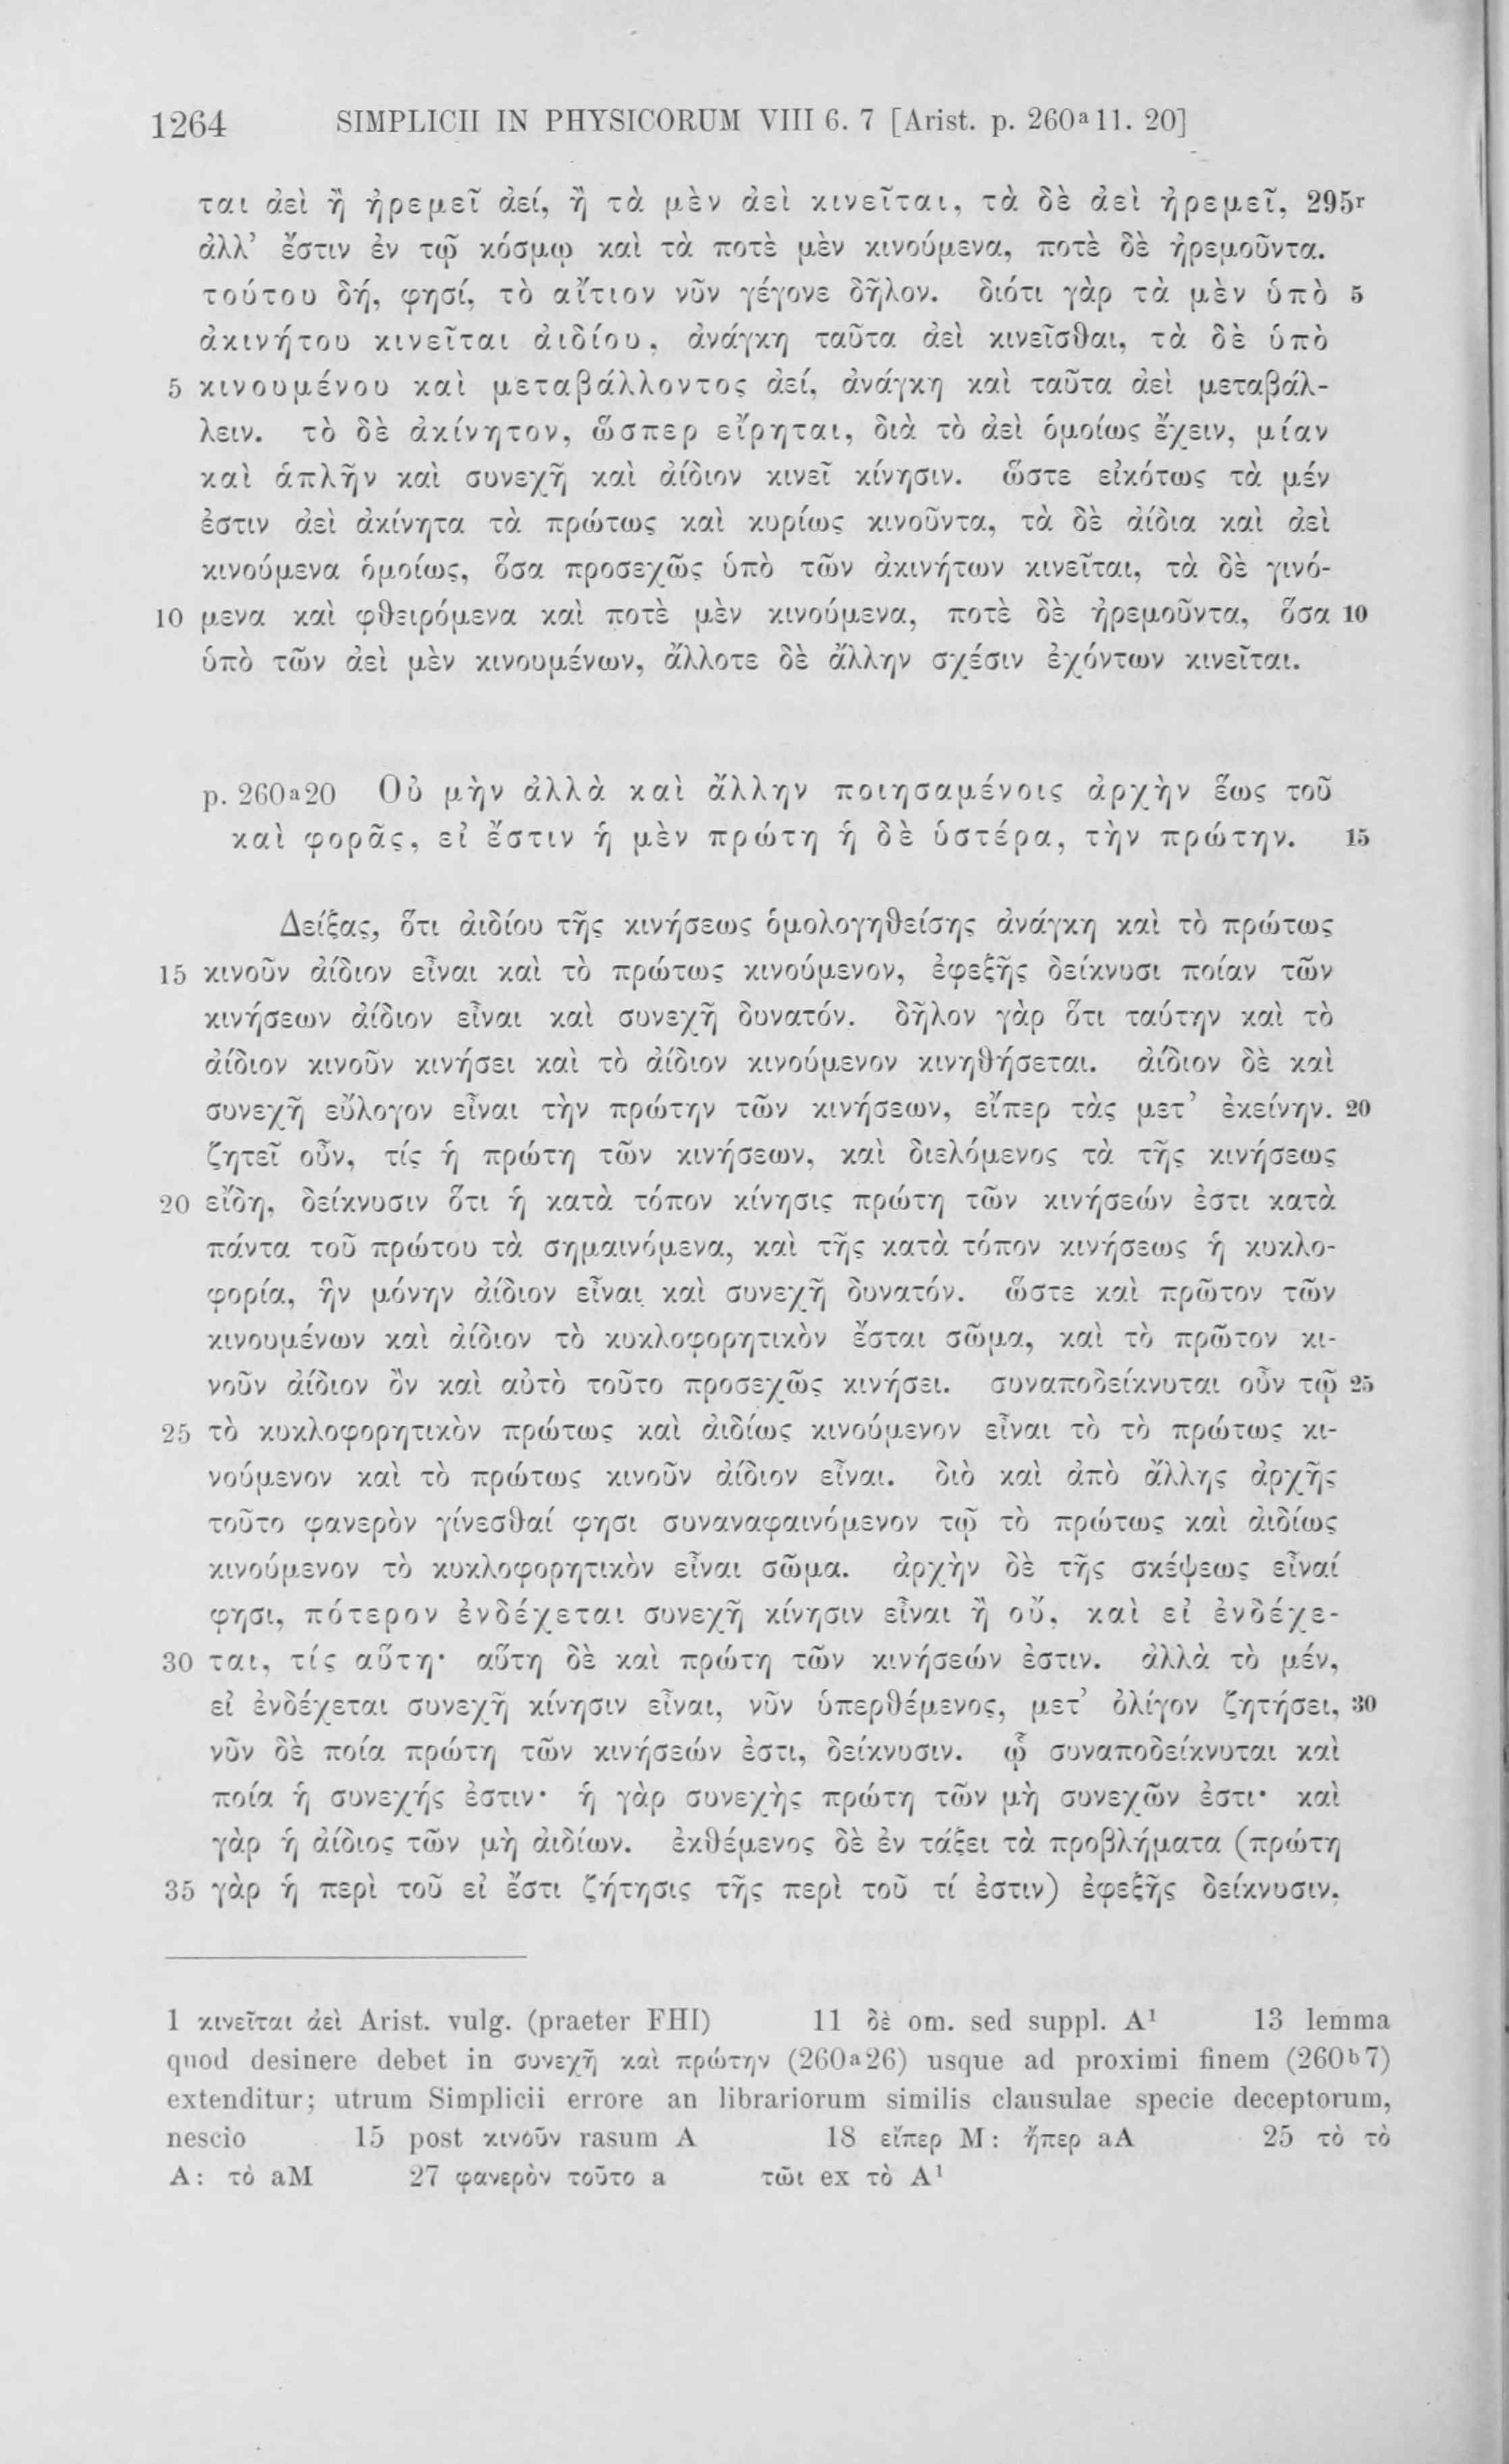 1264 SIMPLICII IN PHYSICORUM VIII 6. 7 [Arist. p. 260ª11. 20]
ται ἀεὶ ἢ ἠρεμεῖ ἀεί, ἢ τὰ μὲν ἀεὶ κινεῖται, τὰ δὲ ἀεὶ ἠρεμεῖ, 295ʳ
ἀλλ’ ἔστιν ἐν τῷ κόσμῳ καὶ τὰ ποτὲ μὲν κινούμενα, ποτὲ δὲ ἠρεμοῦντα.
τούτου δή, φησί, τὸ αἴτιον νῦν γέγονε δῆλον. διότι γὰρ τὰ μὲν ὑπὸ 5
ἀκινήτου κινεῖται ἀιδίου, ἀνάγκη ταῦτα ἀεὶ κινεῖσθαι, τὰ δὲ ὑπὸ
5 κινουμένου καὶ μεταβάλλοντος ἀεί, ἀνάγκη καὶ ταῦτα ἀεὶ μεταβάλ-
λειν. τὸ δὲ ἀκίνητον, ὥσπερ εἴρηται, διὰ τὸ ἀεὶ ὁμοίως ἔχειν, μίαν
καὶ ἁπλῆν καὶ συνεχῆ καὶ ἀίδιον κινεῖ κίνησιν. ὥστε εἰκότως τὰ μέν
ἐστιν ἀεὶ ἀκίνητα τὰ πρώτως καὶ κυρίως κινοῦντα, τὰ δὲ ἀίδια καὶ ἀεὶ
κινούμενα ὁμοίως, ὅσα προσεχῶς ὑπὸ τῶν ἀκινήτων κινεῖται, τὰ δὲ γινό-
10 μενα καὶ φθειρόμενα καὶ ποτὲ μὲν κινούμενα, ποτὲ δὲ ἠρεμοῦντα, ὅσα 10
ὑπὸ τῶν ἀεὶ μὲν κινουμένων, ἄλλοτε δὲ ἄλλην σχέσιν ἐχόντων κινεῖται.
p. 260ª20 Οὐ μὴν ἀλλὰ καὶ ἄλλην ποιησαμένοις ἀρχὴν ἕως τοῦ
καὶ φορᾶς, εἰ ἔστιν ἡ μὲν πρώτη ἡ δὲ ὑστέρα, τὴν πρώτην. 15
Δείξας, ὅτι ἀιδίου τῆς κινήσεως ὁμολογηθείσης ἀνάγκη καὶ τὸ πρώτως
15 κινοῦν ἀίδιον εἶναι καὶ τὸ πρώτως κινούμενον, ἐφεξῆς δείκνυσι ποίαν τῶν
κινήσεων ἀίδιον εἶναι καὶ συνεχῆ δυνατόν. δῆλον γὰρ ὅτι ταύτην καὶ τὸ
ἀίδιον κινοῦν κινήσει καὶ τὸ ἀίδιον κινούμενον κινηθήσεται. ἀίδιον δὲ καὶ
συνεχῆ εὔλογον εἶναι τὴν πρώτην τῶν κινήσεων, εἴπερ τὰς μετ’ ἐκείνην. 20
ζητεῖ οὖν, τίς ἡ πρώτη τῶν κινήσεων, καὶ διελόμενος τὰ τῆς κινήσεως
20 εἴδη, δείκνυσιν ὅτι ἡ κατὰ τόπον κίνησις πρώτη τῶν κινήσεών ἐστι κατὰ
πάντα τοῦ πρώτου τὰ σημαινόμενα, καὶ τῆς κατὰ τόπον κινήσεως ἡ κυκλο-
φορία, ἣν μόνην ἀίδιον εἶναι καὶ συνεχῆ δυνατόν. ὥστε καὶ πρῶτον τῶν
κινουμένων καὶ ἀίδιον τὸ κυκλοφορητικὸν ἔσται σῶμα, καὶ τὸ πρῶτον κι-
νοῦν ἀίδιον ὂν καὶ αὐτὸ τοῦτο προσεχῶς κινήσει. συναποδείκνυται οὖν τῷ 25
25 τὸ κυκλοφορητικὸν πρώτως καὶ ἀιδίως κινούμενον εἶναι τὸ τὸ πρώτως κι-
νούμενον καὶ τὸ πρώτως κινοῦν ἀίδιον εἶναι. διὸ καὶ ἀπὸ ἄλλης ἀρχῆς
τοῦτο φανερὸν γίνεσθαί φησι συναναφαινόμενον τῷ τὸ πρώτως καὶ ἀιδίως
κινούμενον τὸ κυκλοφορητικὸν εἶναι σῶμα. ἀρχὴν δὲ τῆς σκέψεως εἶναί
φησι, πότερον ἐνδέχεται συνεχῆ κίνησιν εἶναι ἢ οὔ, καὶ εἰ ἐνδέχε-
30 ται, τίς αὕτη· αὕτη δὲ καὶ πρώτη τῶν κινήσεών ἐστιν. ἀλλὰ τὸ μέν,
εἰ ἐνδέχεται συνεχῆ κίνησιν εἶναι, νῦν ὑπερθέμενος, μετ’ ὀλίγον ζητήσει, 30
νῦν δὲ ποία πρώτη τῶν κινήσεών ἐστι, δείκνυσιν. ᾧ συναποδείκνυται καὶ
ποία ἡ συνεχής ἐστιν· ἡ γὰρ συνεχὴς πρώτη τῶν μὴ συνεχῶν ἐστι· καὶ
γὰρ ἡ ἀίδιος τῶν μὴ ἀιδίων. ἐκθέμενος δὲ ἐν τάξει τὰ προβλήματα (πρώτη
35 γὰρ ἡ περὶ τοῦ εἰ ἔστι ζήτησις τῆς περὶ τοῦ τί ἐστιν) ἐφεξῆς δείκνυσιν,
1 κινεῖται ἀεὶ Arist. vulg. (praeter FHI) 11 δὲ om. sed suppl. A¹ 13 lemma
quod desinere debet in συνεχῆ καὶ πρώτην (260ª26) usque ad proximi finem (260ᵇ7)
extenditur; utrum Simplicii errore an librariorum similis clausulae specie deceptorum,
nescio 15 post κινοῦν rasum A 18 εἴπερ M: ἤπερ aA 25 τὸ τὸ
A: τὸ aM 27 φανερὸν τοῦτο a τῶι ex τὸ A¹